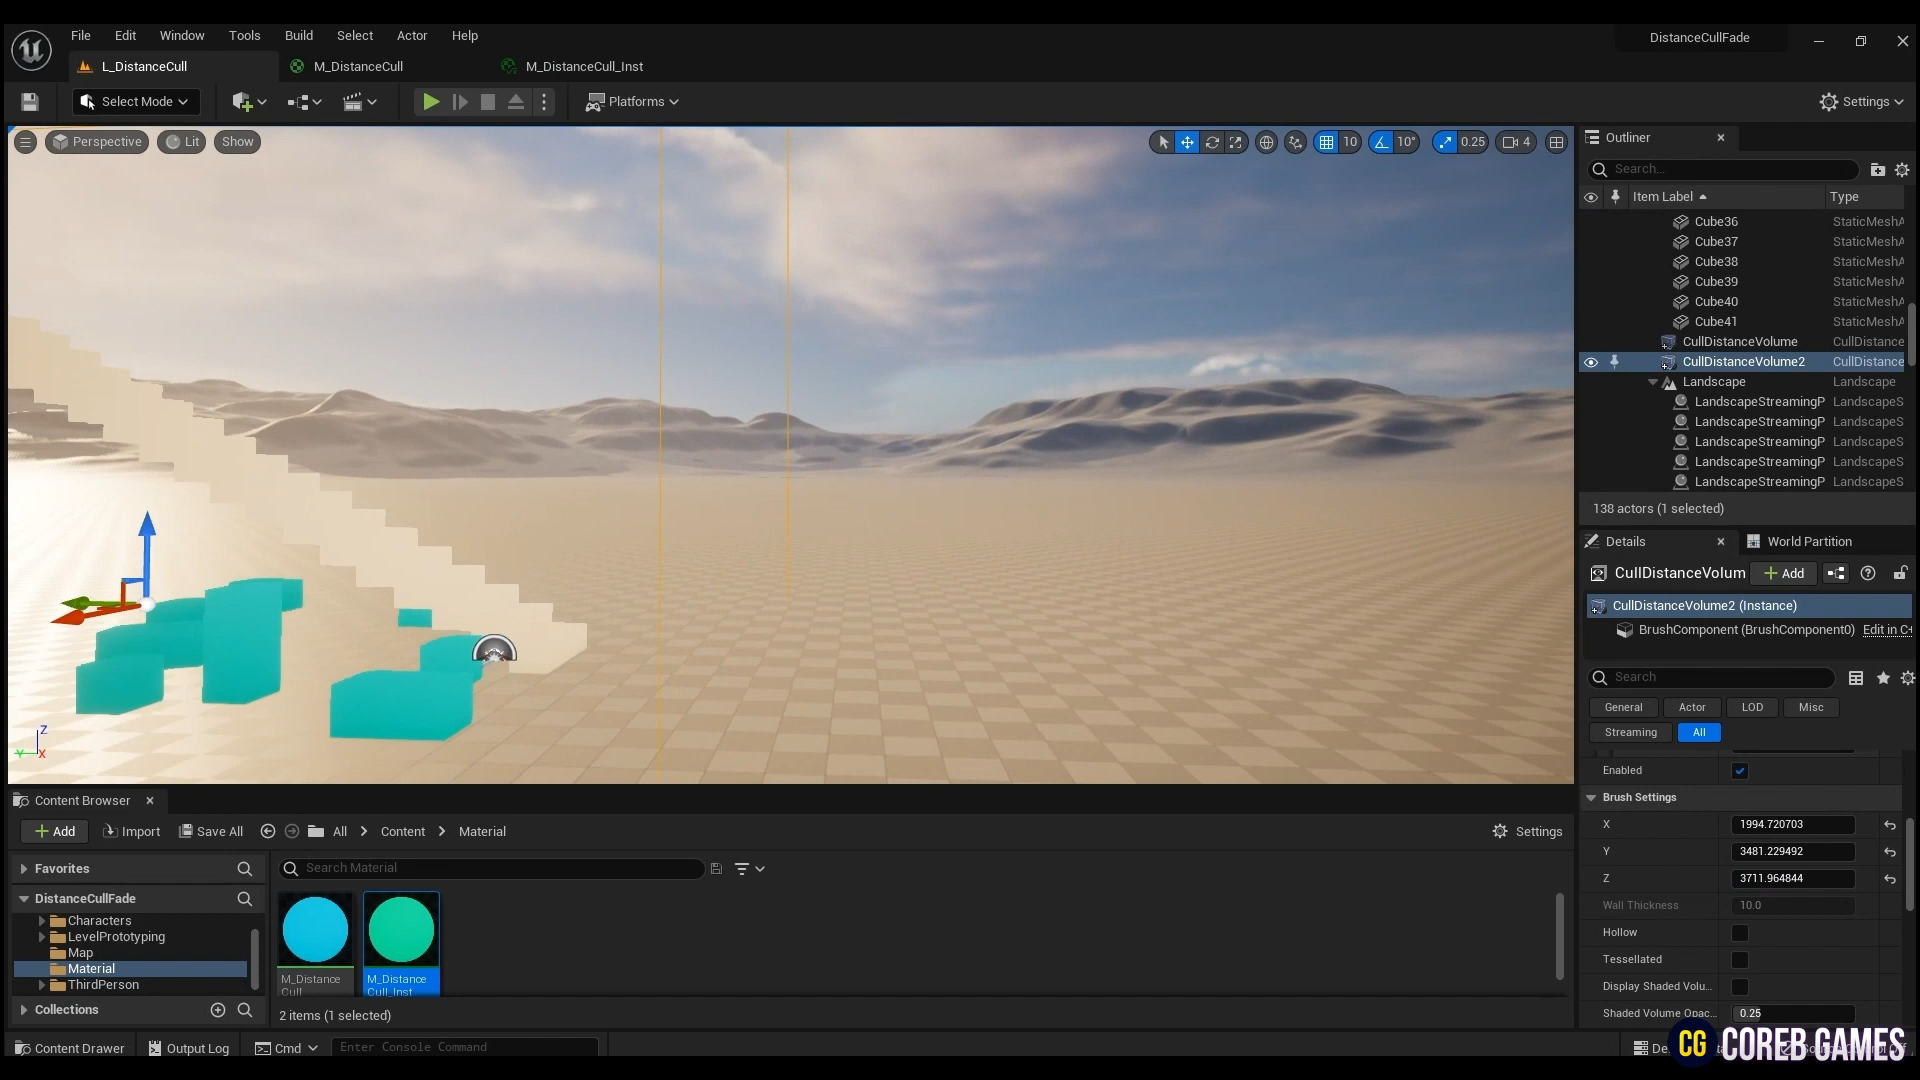 File Edit Window Tools Build Select Actor Help
DistanceCullFade
L_DistanceCull M_DistanceCull M_DistanceCull_Inst
Select Mode Platforms Settings
Perspective Lit Show 10 10° 0.25 4
Outliner
Search...
Item Label Type
Cube36 StaticMeshA
Cube37 StaticMeshA
Cube38 StaticMeshA
Cube39 StaticMeshA
Cube40 StaticMeshA
Cube41 StaticMeshA
CullDistanceVolume CullDistance
CullDistanceVolume2 CullDistance
Landscape Landscape
LandscapeStreamingP LandscapeS
LandscapeStreamingP LandscapeS
LandscapeStreamingP LandscapeS
LandscapeStreamingP LandscapeS
LandscapeStreamingP LandscapeS
138 actors (1 selected)
Details World Partition
CullDistanceVolum Add
CullDistanceVolume2 (Instance)
BrushComponent (BrushComponent0) Edit in C+
Search
General Actor LOD Misc
Streaming All
Enabled
Brush Settings
X 1994.720703
Y 3481.229492
Z 3711.964844
Wall Thickness 10.0
Hollow
Tessellated
Display Shaded Volu...
Shaded Volume Opac... 0.25
Z
Y X
Content Browser
Add Import Save All All Content Material Settings
Favorites
Search Material
DistanceCullFade
Characters
LevelPrototyping
Map
Material
ThirdPerson
Collections
M_Distance
Cull
M_Distance
Cull_Inst
2 items (1 selected)
Content Drawer Output Log Cmd Enter Console Command
CG COREB GAMES